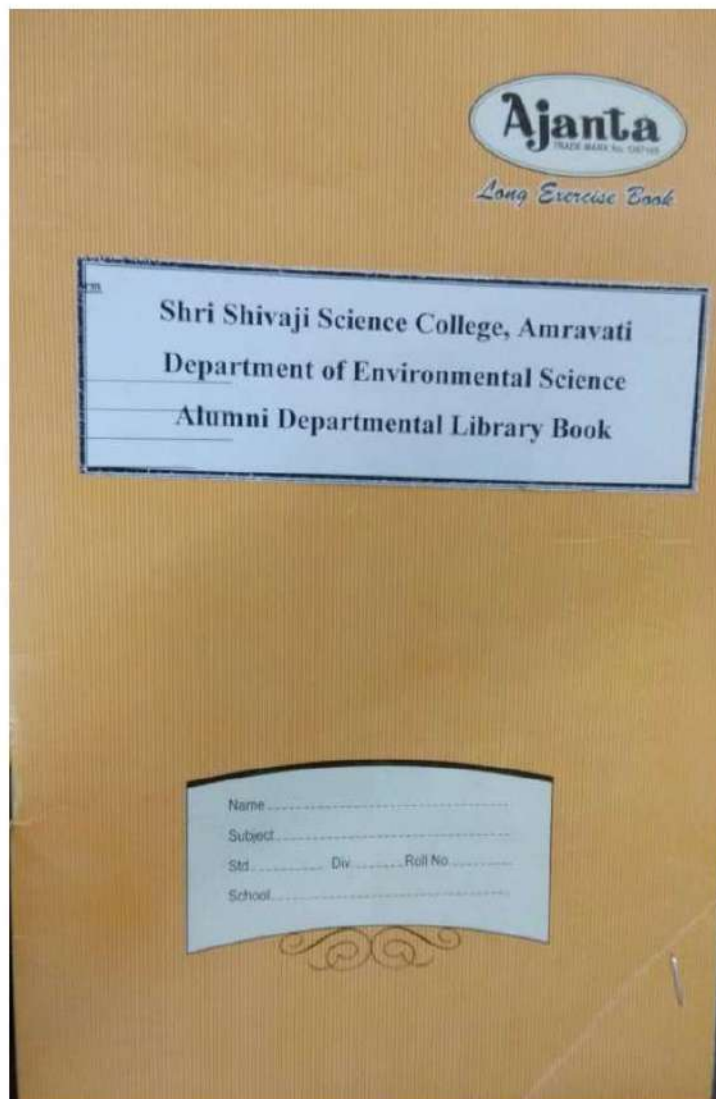 Ajanta
Long Exercise Book
Shri Shivaji Science College, Amravati
Department of Environmental Science
Alumni Departmental Library Book
Name
Subject
Std. Div. Roll No.
School